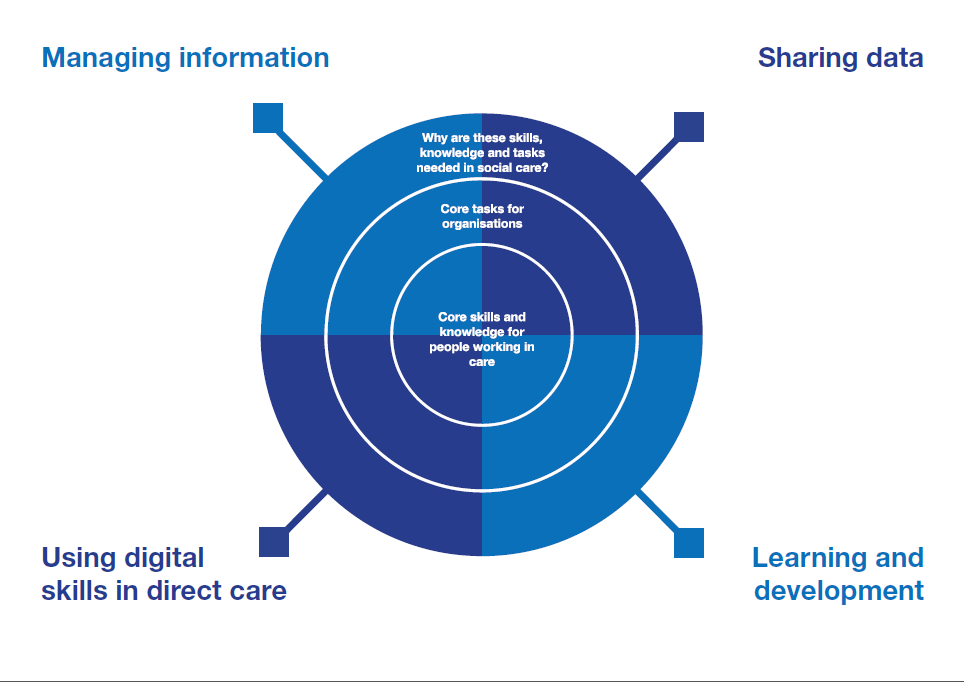 Managing information
Sharing data
Why are these skills,
knowledge and tasks
needed in social care?
Core tasks for
organisations
Core skills and
knowledge for
people working in
care
Using digital
skills in direct care
Learning and
development